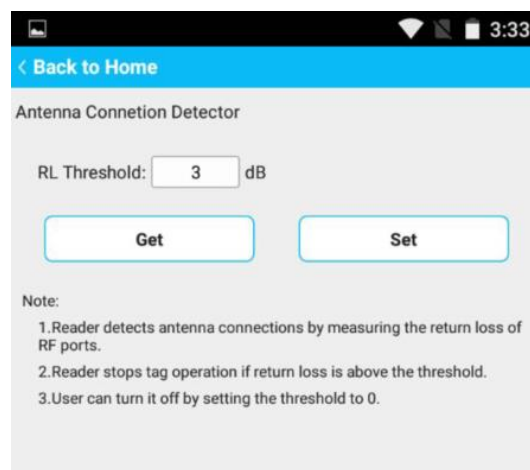 3:33
< Back to Home
Antenna Connetion Detector
RL Threshold: 3 dB
Get Set
Note:
1.Reader detects antenna connections by measuring the return loss of
RF ports.
2.Reader stops tag operation if return loss is above the threshold.
3.User can turn it off by setting the threshold to 0.